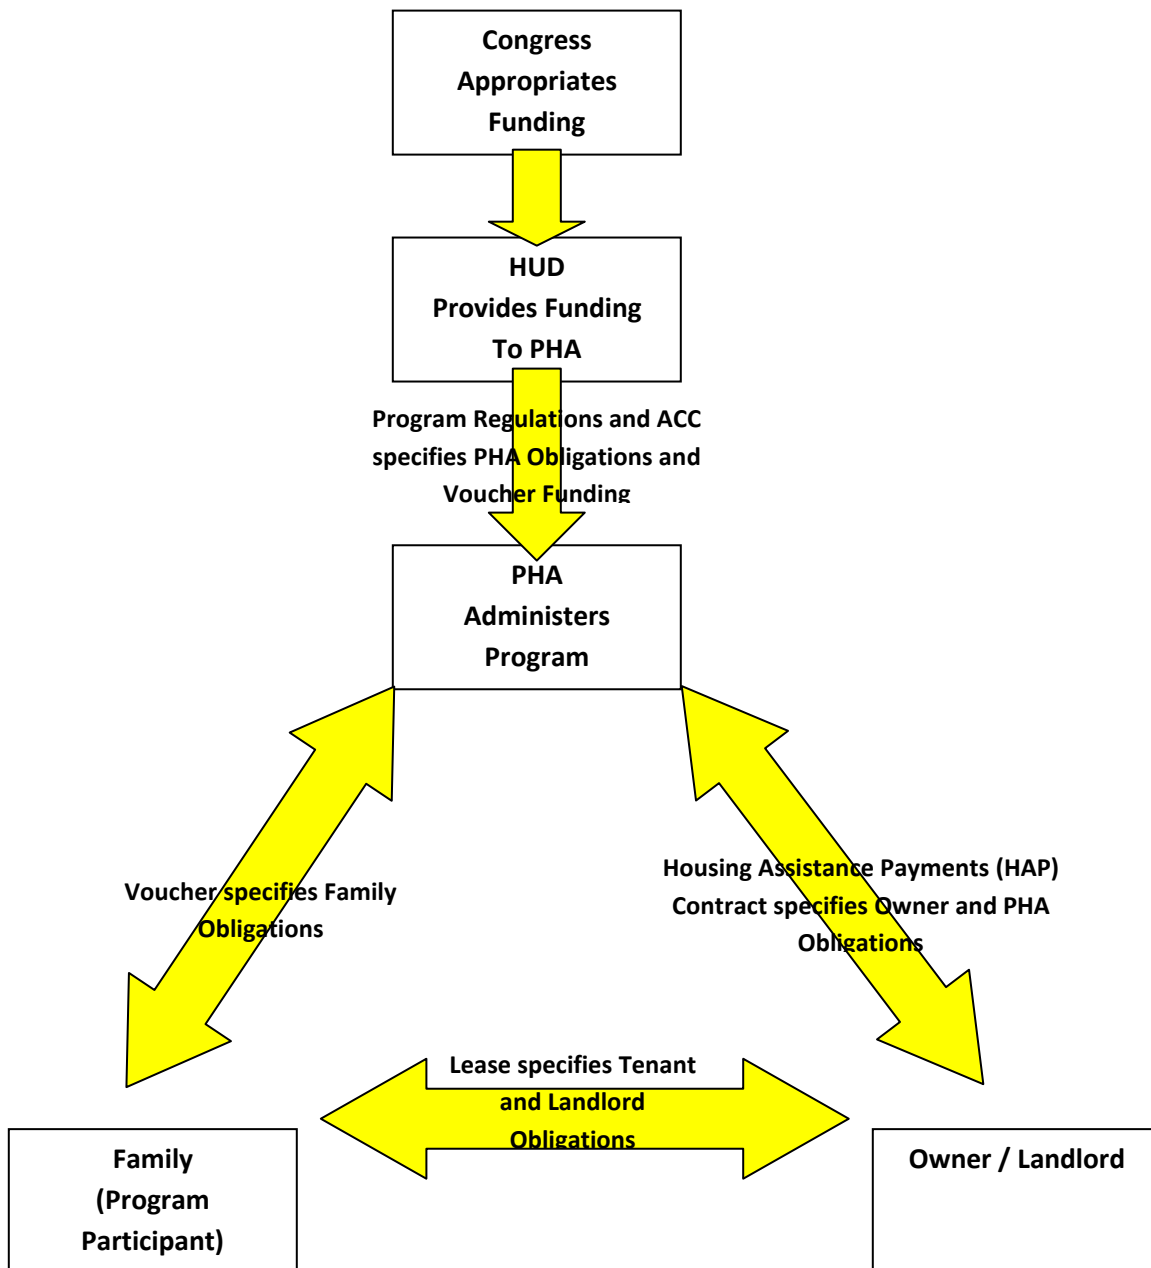 Congress
Appropriates
Funding
HUD
Provides Funding
To PHA
Program Regulations and ACC
specifies PHA Obligations and
Voucher Funding
PHA
Administers
Program
Voucher specifies Family
Obligations
Housing Assistance Payments (HAP)
Contract specifies Owner and PHA
Obligations
Lease specifies Tenant
and Landlord
Obligations
Family
(Program
Participant)
Owner / Landlord